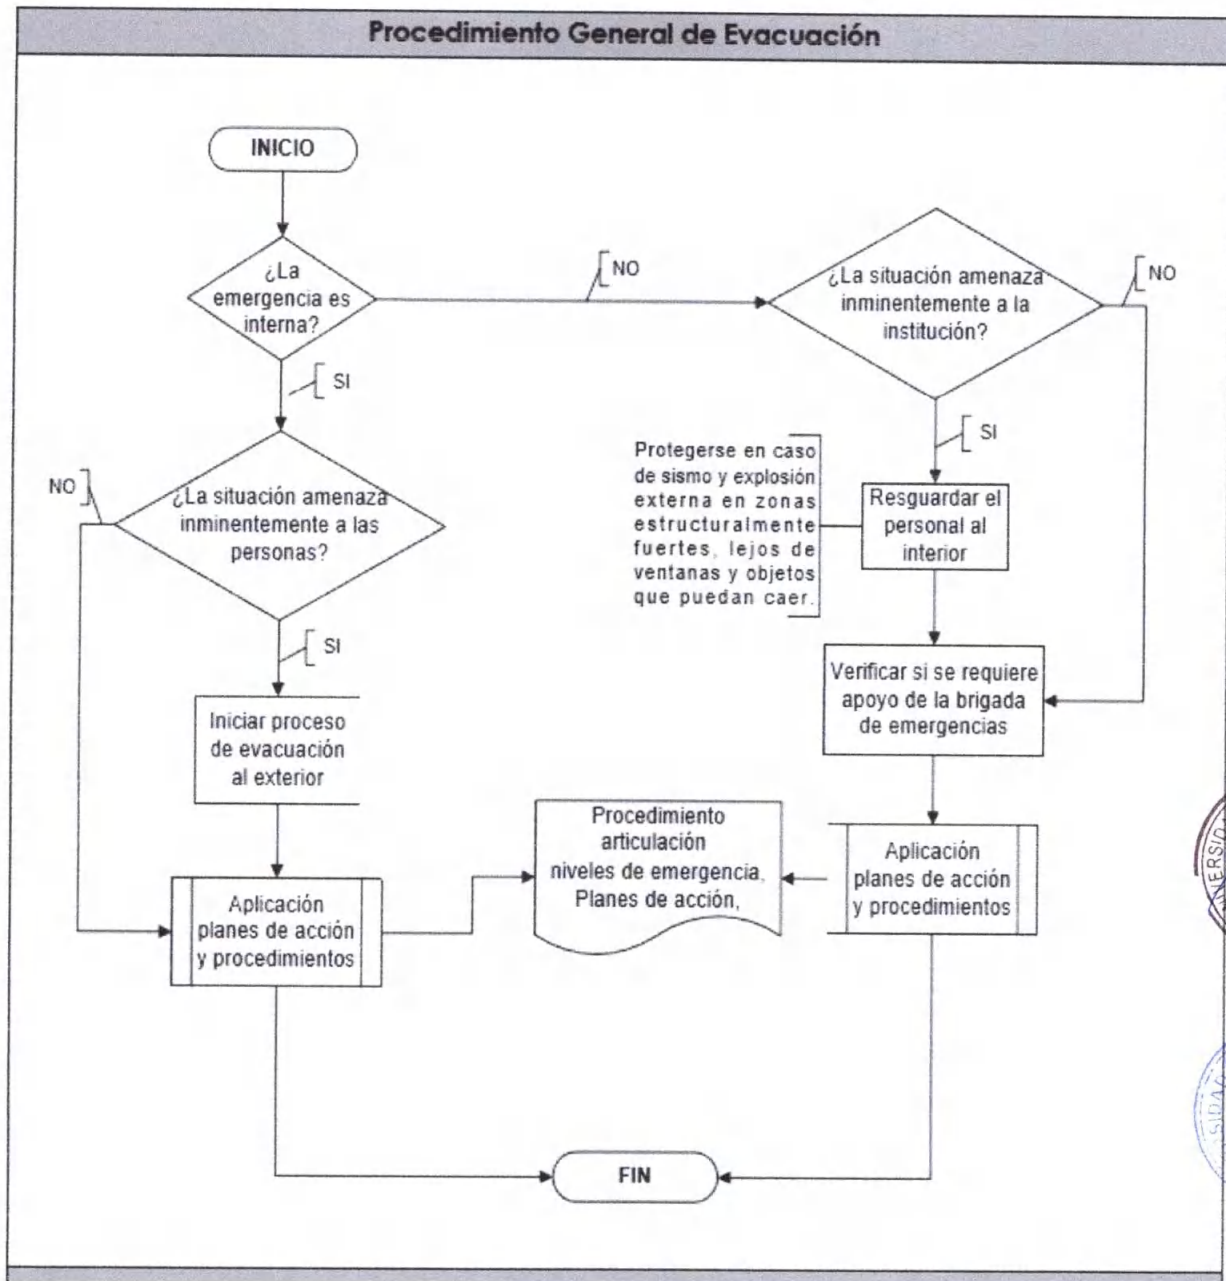 Procedimiento General de Evacuación
INICIO
¿La
emergencia es
interna?
NO
¿La situación amenaza
inminentemente a la
institución?
NO
SI
SI
Protegerse en caso
de sismo y explosión
externa en zonas
estructuralmente
fuertes, lejos de
ventanas y objetos
que puedan caer.
Resguardar el
personal al
interior
NO
¿La situación amenaza
inminentemente a las
personas?
SI
Verificar si se requiere
apoyo de la brigada
de emergencias
Iniciar proceso
de evacuación
al exterior
Procedimiento
articulación
niveles de emergencia,
Planes de acción,
Aplicación
planes de acción
y procedimientos
Aplicación
planes de acción
y procedimientos
FIN